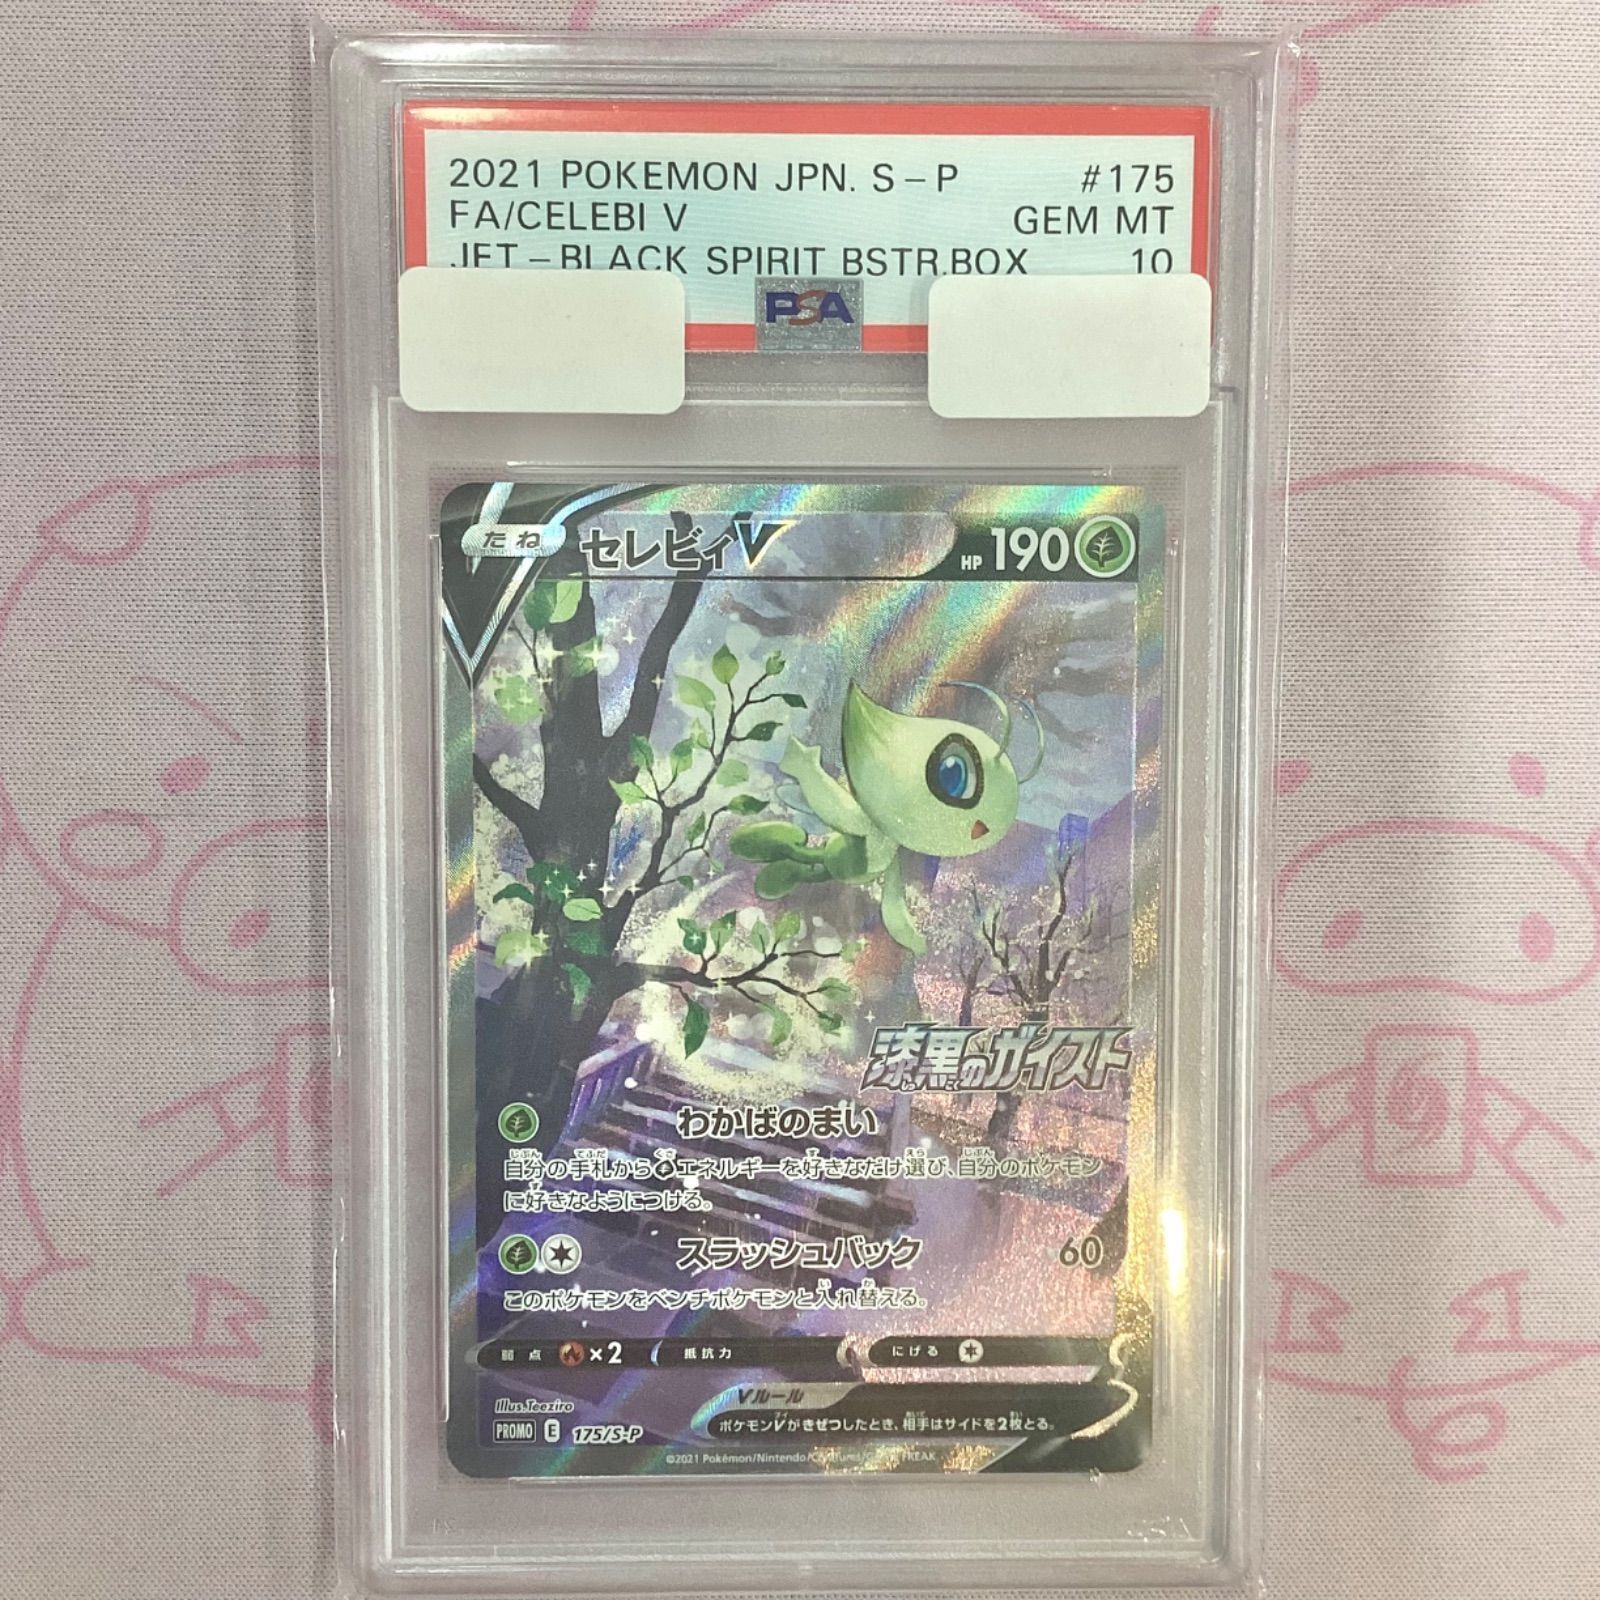 2021 POKEMON JPN. S-P #175
FA/CELEBI V GEM MT
JET-BLACK SPIRIT BSTR.BOX 10
PSA
たね セレビィV HP 190
漆黒のガイスト
わかばのまい
自分の手札からエネルギーを好きなだけ選び、自分のポケモン
に好きなようにつける。
スラッシュバック 60
このポケモンをベンチポケモンと入れ替える。
弱点 ×2 抵抗力 にげる
Illus.Teeziro
Vルール
ポケモンVがきぜつしたとき、相手はサイドを2枚とる。
PROMO E 175/S-P
©2021 Pokémon/Nintendo/Creatures/GAME FREAK